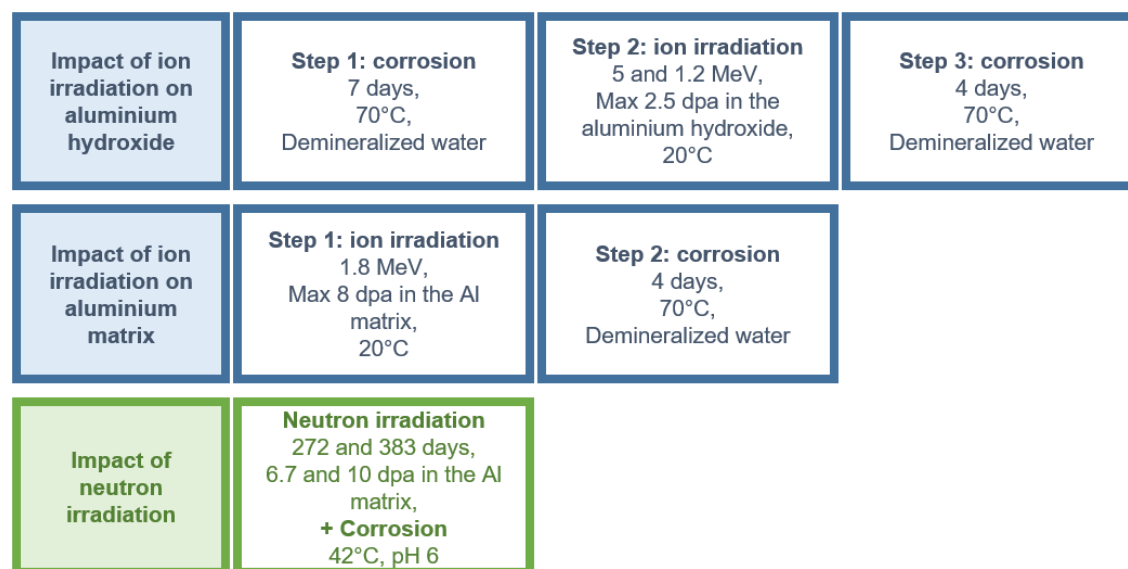 Impact of ion
irradiation on
aluminium
hydroxide
Step 1: corrosion
7 days,
70°C,
Demineralized water
Step 2: ion irradiation
5 and 1.2 MeV,
Max 2.5 dpa in the
aluminium hydroxide,
20°C
Step 3: corrosion
4 days,
70°C,
Demineralized water
Impact of ion
irradiation on
aluminium
matrix
Step 1: ion irradiation
1.8 MeV,
Max 8 dpa in the Al
matrix,
20°C
Step 2: corrosion
4 days,
70°C,
Demineralized water
Impact of
neutron
irradiation
Neutron irradiation
272 and 383 days,
6.7 and 10 dpa in the Al
matrix,
+ Corrosion
42°C, pH 6